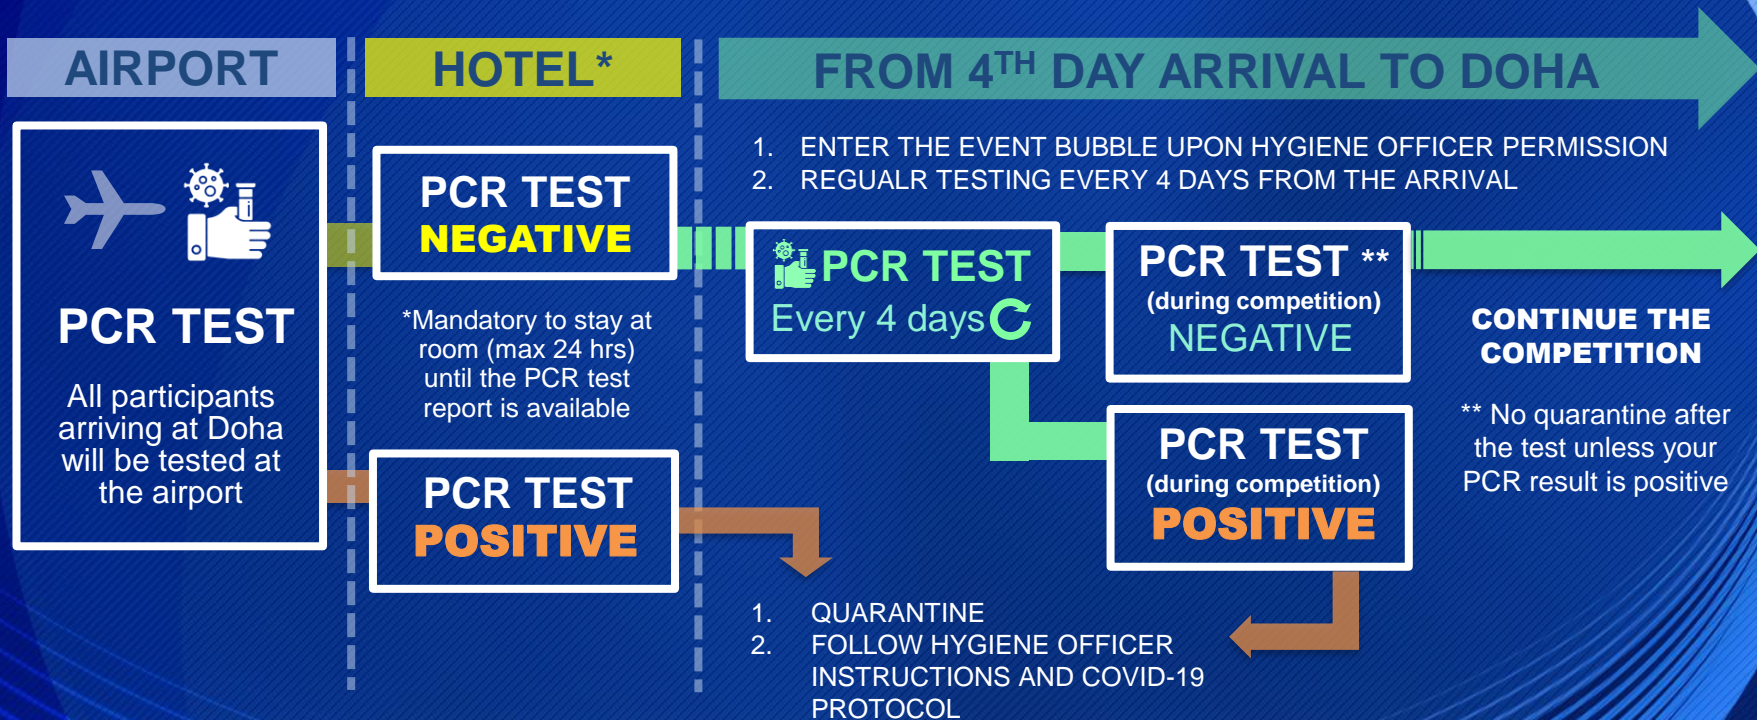 AIRPORT
PCR TEST
All participants
arriving at Doha
will be tested at
the airport
HOTEL*
PCR TEST
NEGATIVE
*Mandatory to stay at
room (max 24 hrs)
until the PCR test
report is available
PCR TEST
POSITIVE
FROM 4TH DAY ARRIVAL TO DOHA
1. ENTER THE EVENT BUBBLE UPON HYGIENE OFFICER PERMISSION
2. REGUALR TESTING EVERY 4 DAYS FROM THE ARRIVAL
PCR TEST
Every 4 days
PCR TEST **
(during competition)
NEGATIVE
CONTINUE THE
COMPETITION
** No quarantine after
the test unless your
PCR result is positive
PCR TEST
(during competition)
POSITIVE
1. QUARANTINE
2. FOLLOW HYGIENE OFFICER
INSTRUCTIONS AND COVID-19
PROTOCOL